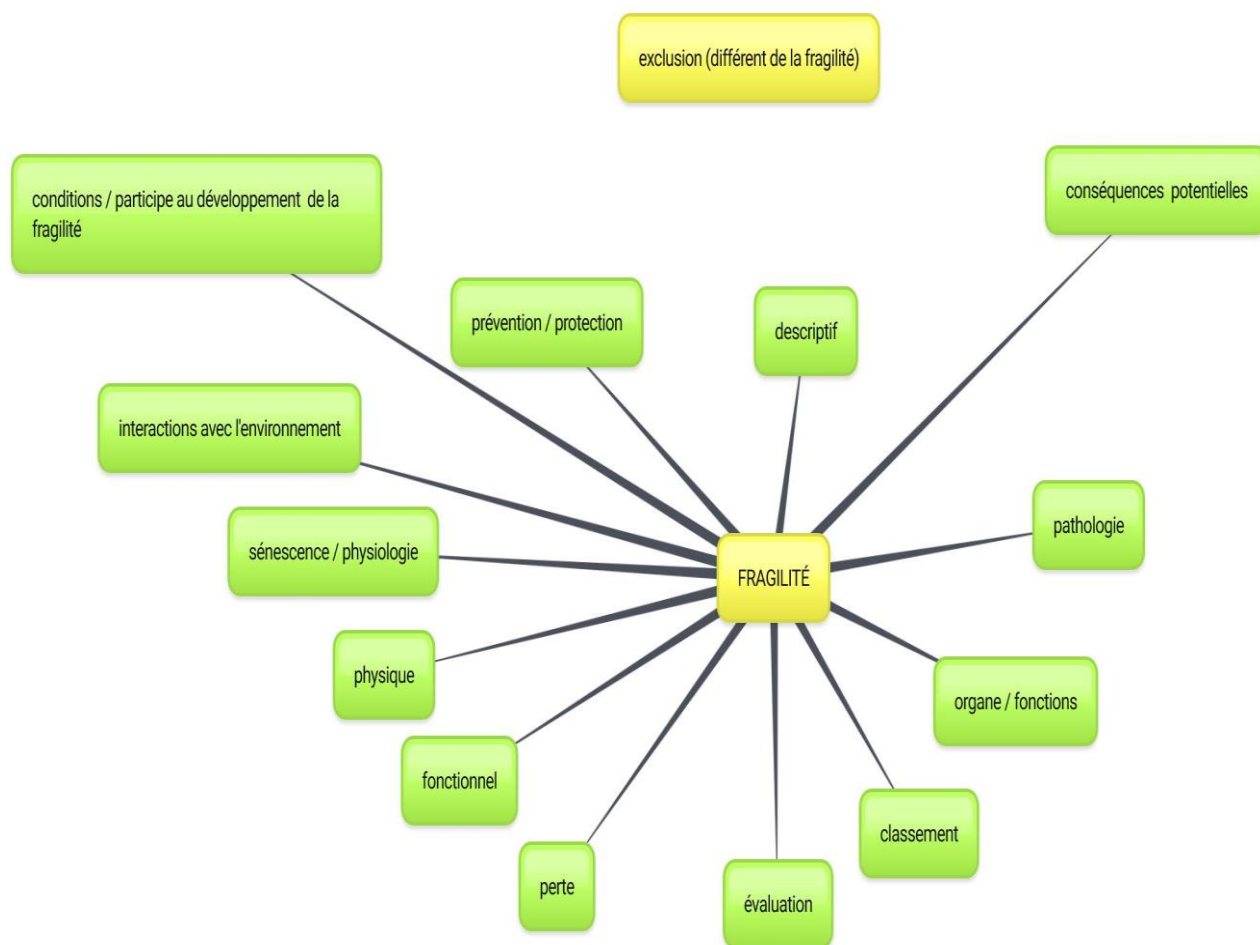 exclusion (différent de la fragilité)
conséquences potentielles
conditions / participe au développement de la
fragilité
prévention / protection
descriptif
interactions avec l'environnement
pathologie
sénescence / physiologie
FRAGILITÉ
physique
organe / fonctions
fonctionnel
classement
perte
évaluation